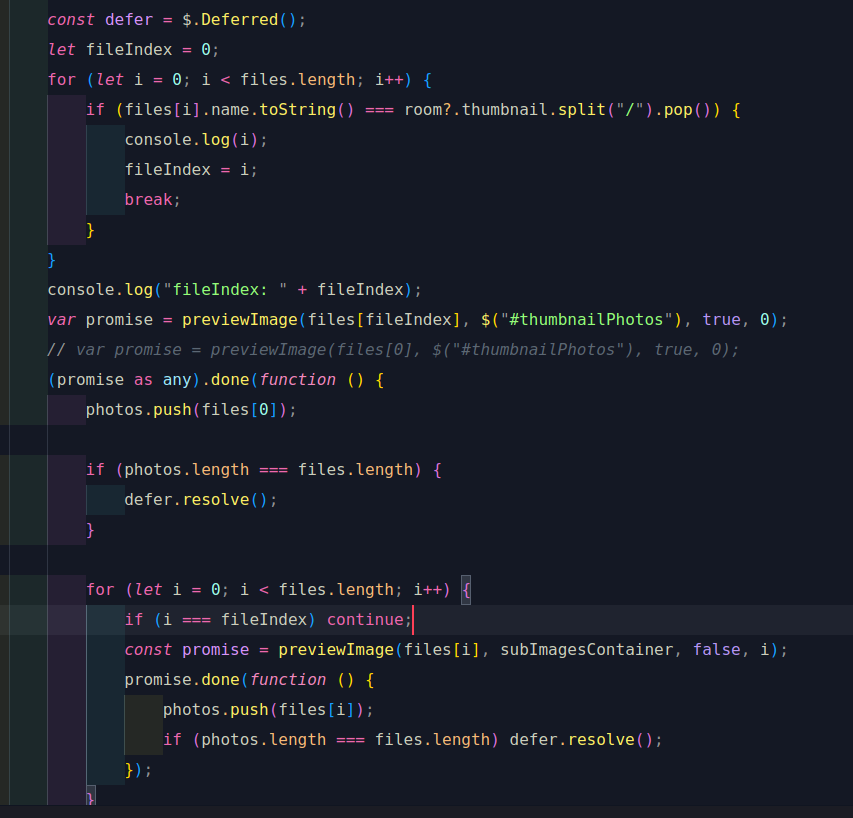 const defer = $.Deferred();
let fileIndex = 0;
for (let i = 0; i < files.length; i++) {
if (files[i].name.toString() === room?.thumbnail.split("/").pop()) {
console.log(i);
fileIndex = i;
break;
}
}
console.log("fileIndex: " + fileIndex);
var promise = previewImage(files[fileIndex], $("#thumbnailPhotos"), true, 0);
// var promise = previewImage(files[0], $("#thumbnailPhotos"), true, 0);
(promise as any).done(function () {
photos.push(files[0]);
if (photos.length === files.length) {
defer.resolve();
}
for (let i = 0; i < files.length; i++) {
if (i === fileIndex) continue;
const promise = previewImage(files[i], subImagesContainer, false, i);
promise.done(function () {
photos.push(files[i]);
if (photos.length === files.length) defer.resolve();
});
}